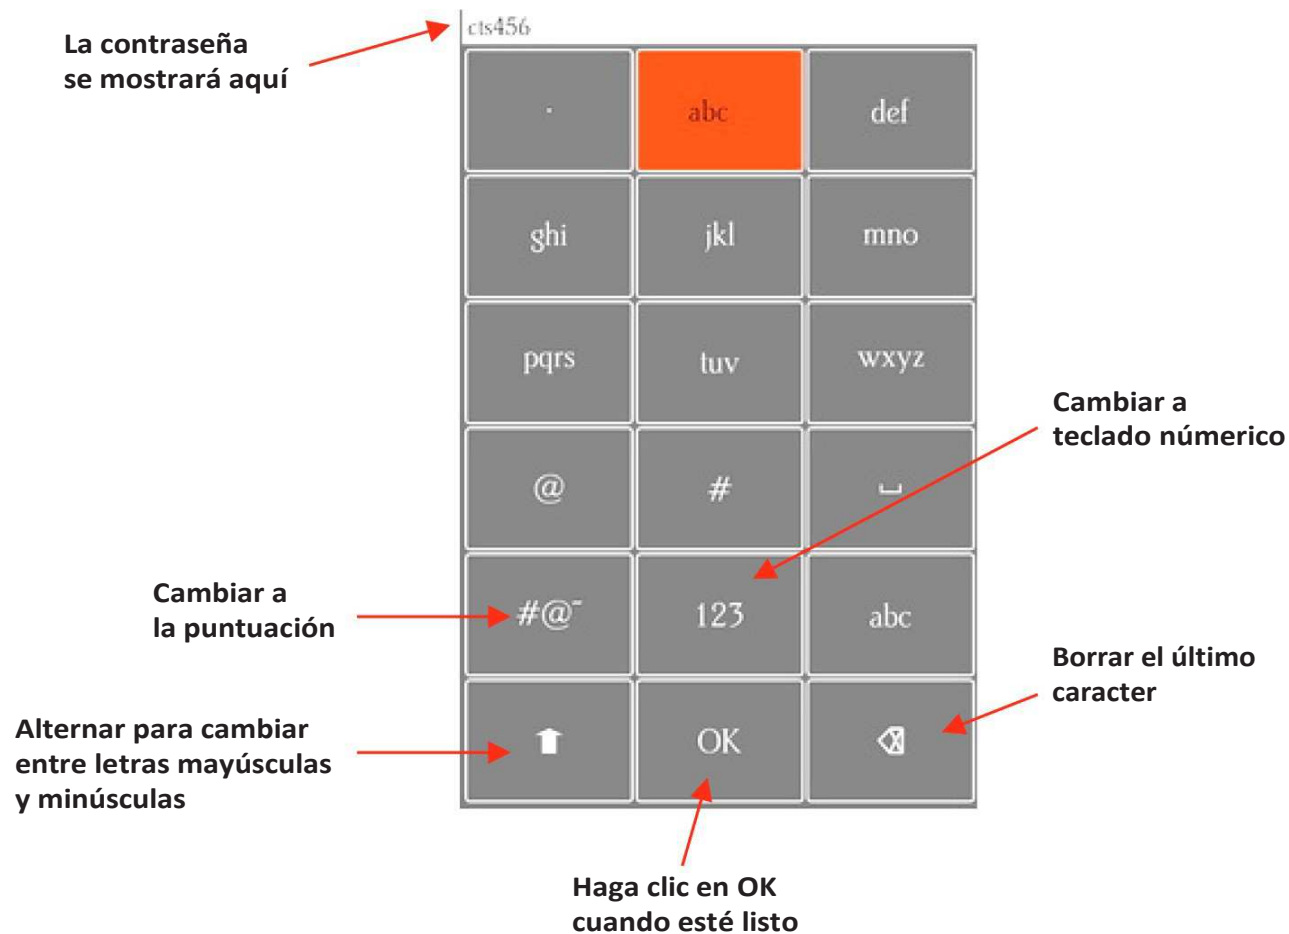 La contraseña
se mostrará aquí
cts456
.
abc
def
ghi
jkl
mno
pqrs
tuv
wxyz
Cambiar a
teclado númerico
@
#
Cambiar a
la puntuación
#@¯
123
abc
Borrar el último
caracter
Alternar para cambiar
entre letras mayúsculas
y minúsculas
OK
Haga clic en OK
cuando esté listo